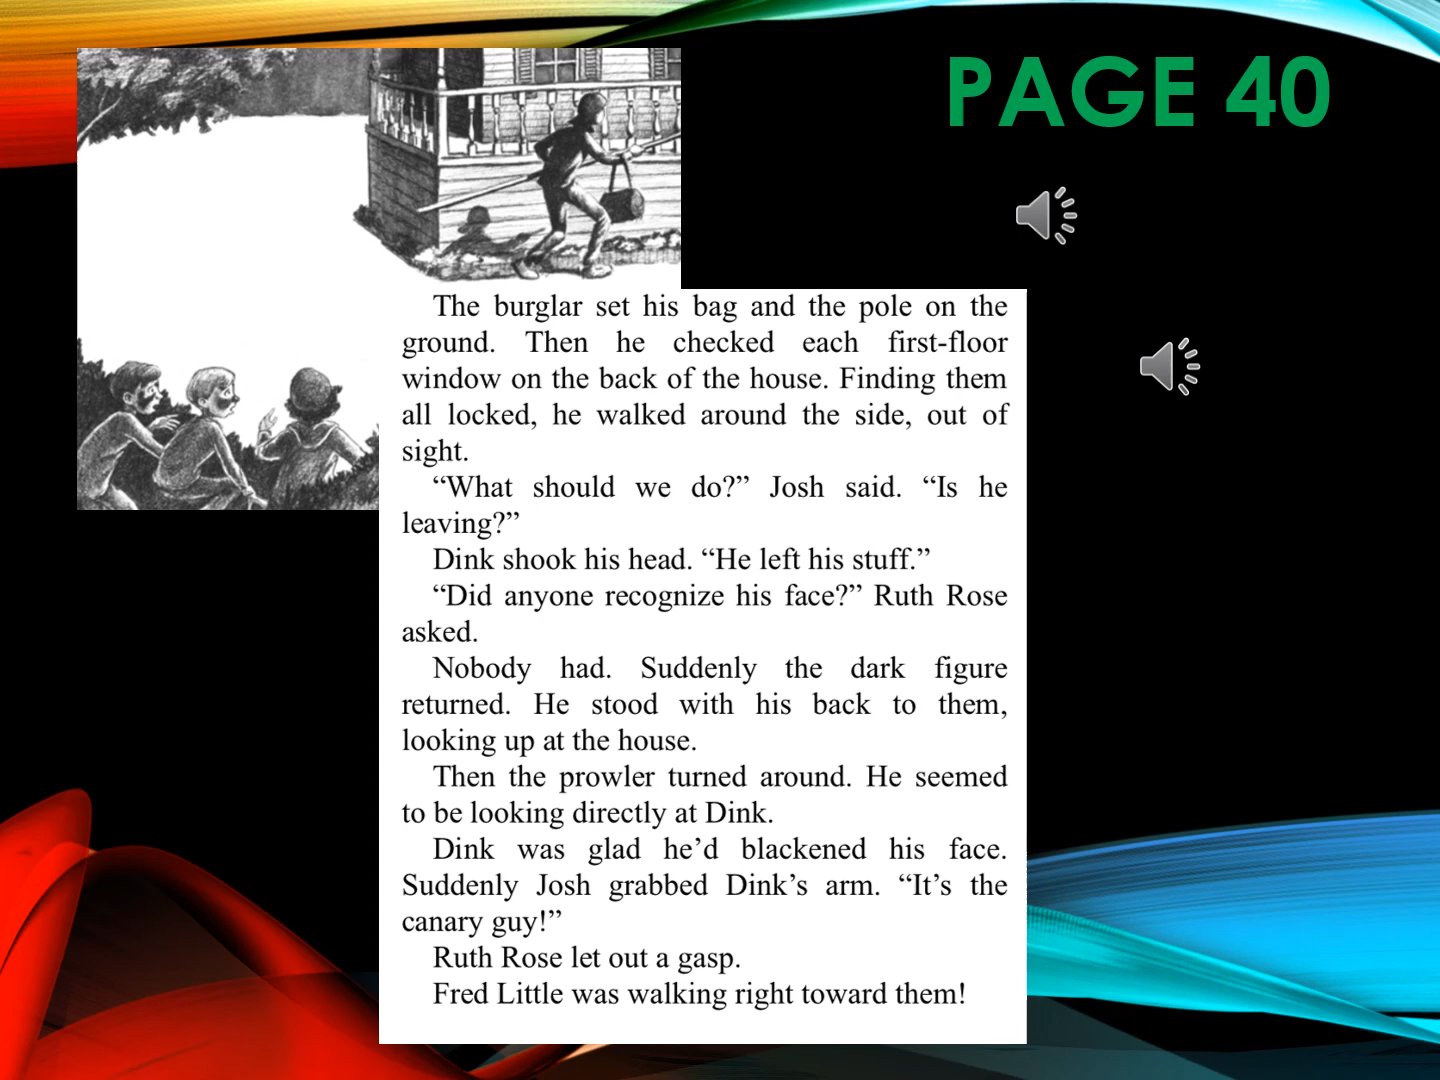 PAGE 40
The burglar set his bag and the pole on the
ground. Then he checked each first-floor
window on the back of the house. Finding them
all locked, he walked around the side, out of
sight.
“What should we do?” Josh said. “Is he
leaving?”
Dink shook his head. “He left his stuff.”
“Did anyone recognize his face?” Ruth Rose
asked.
Nobody had. Suddenly the dark figure
returned. He stood with his back to them,
looking up at the house.
Then the prowler turned around. He seemed
to be looking directly at Dink.
Dink was glad he’d blackened his face.
Suddenly Josh grabbed Dink’s arm. “It’s the
canary guy!”
Ruth Rose let out a gasp.
Fred Little was walking right toward them!